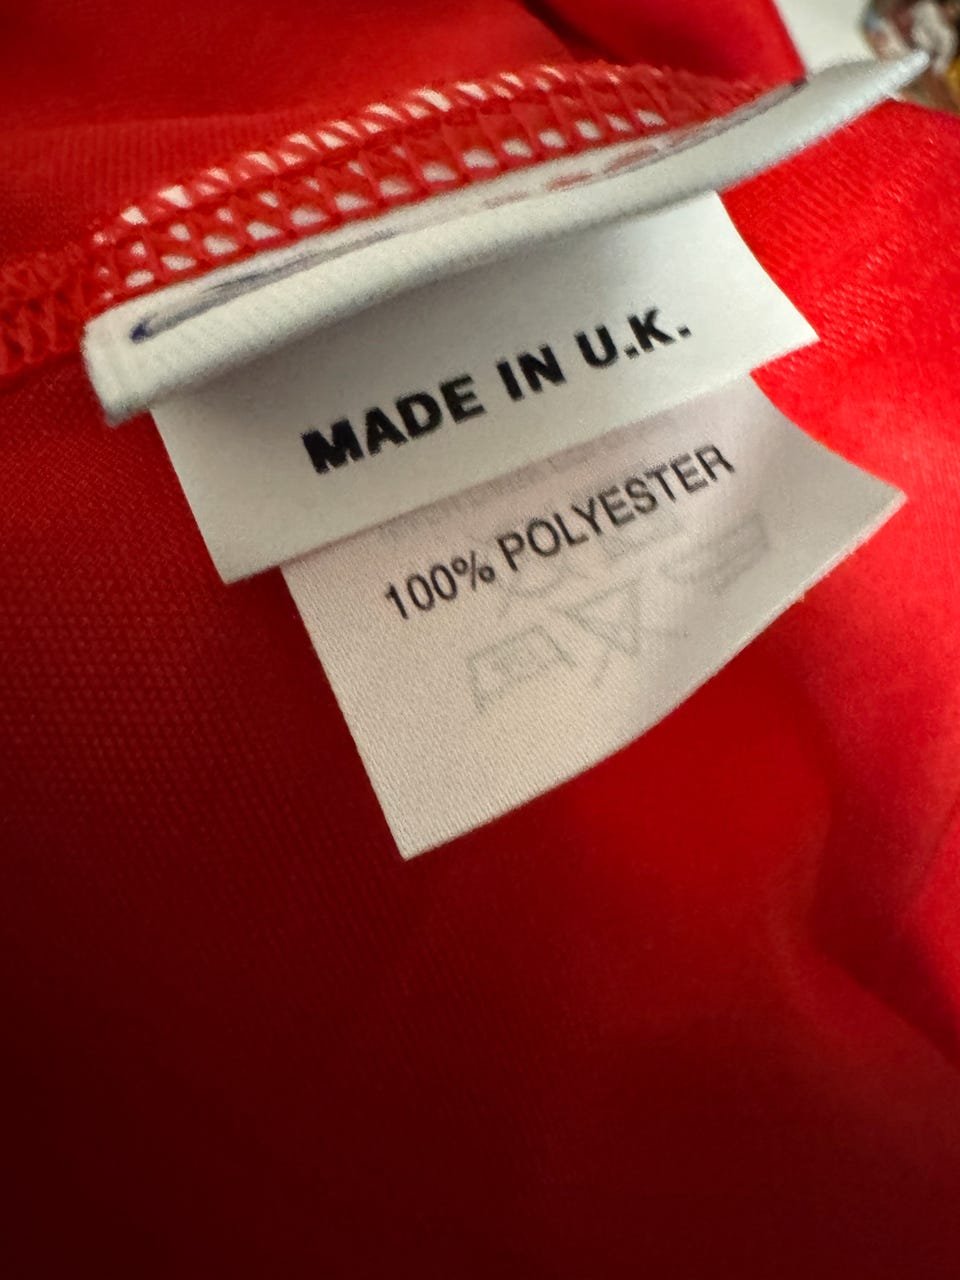 MADE IN U.K.
100% POLYESTER